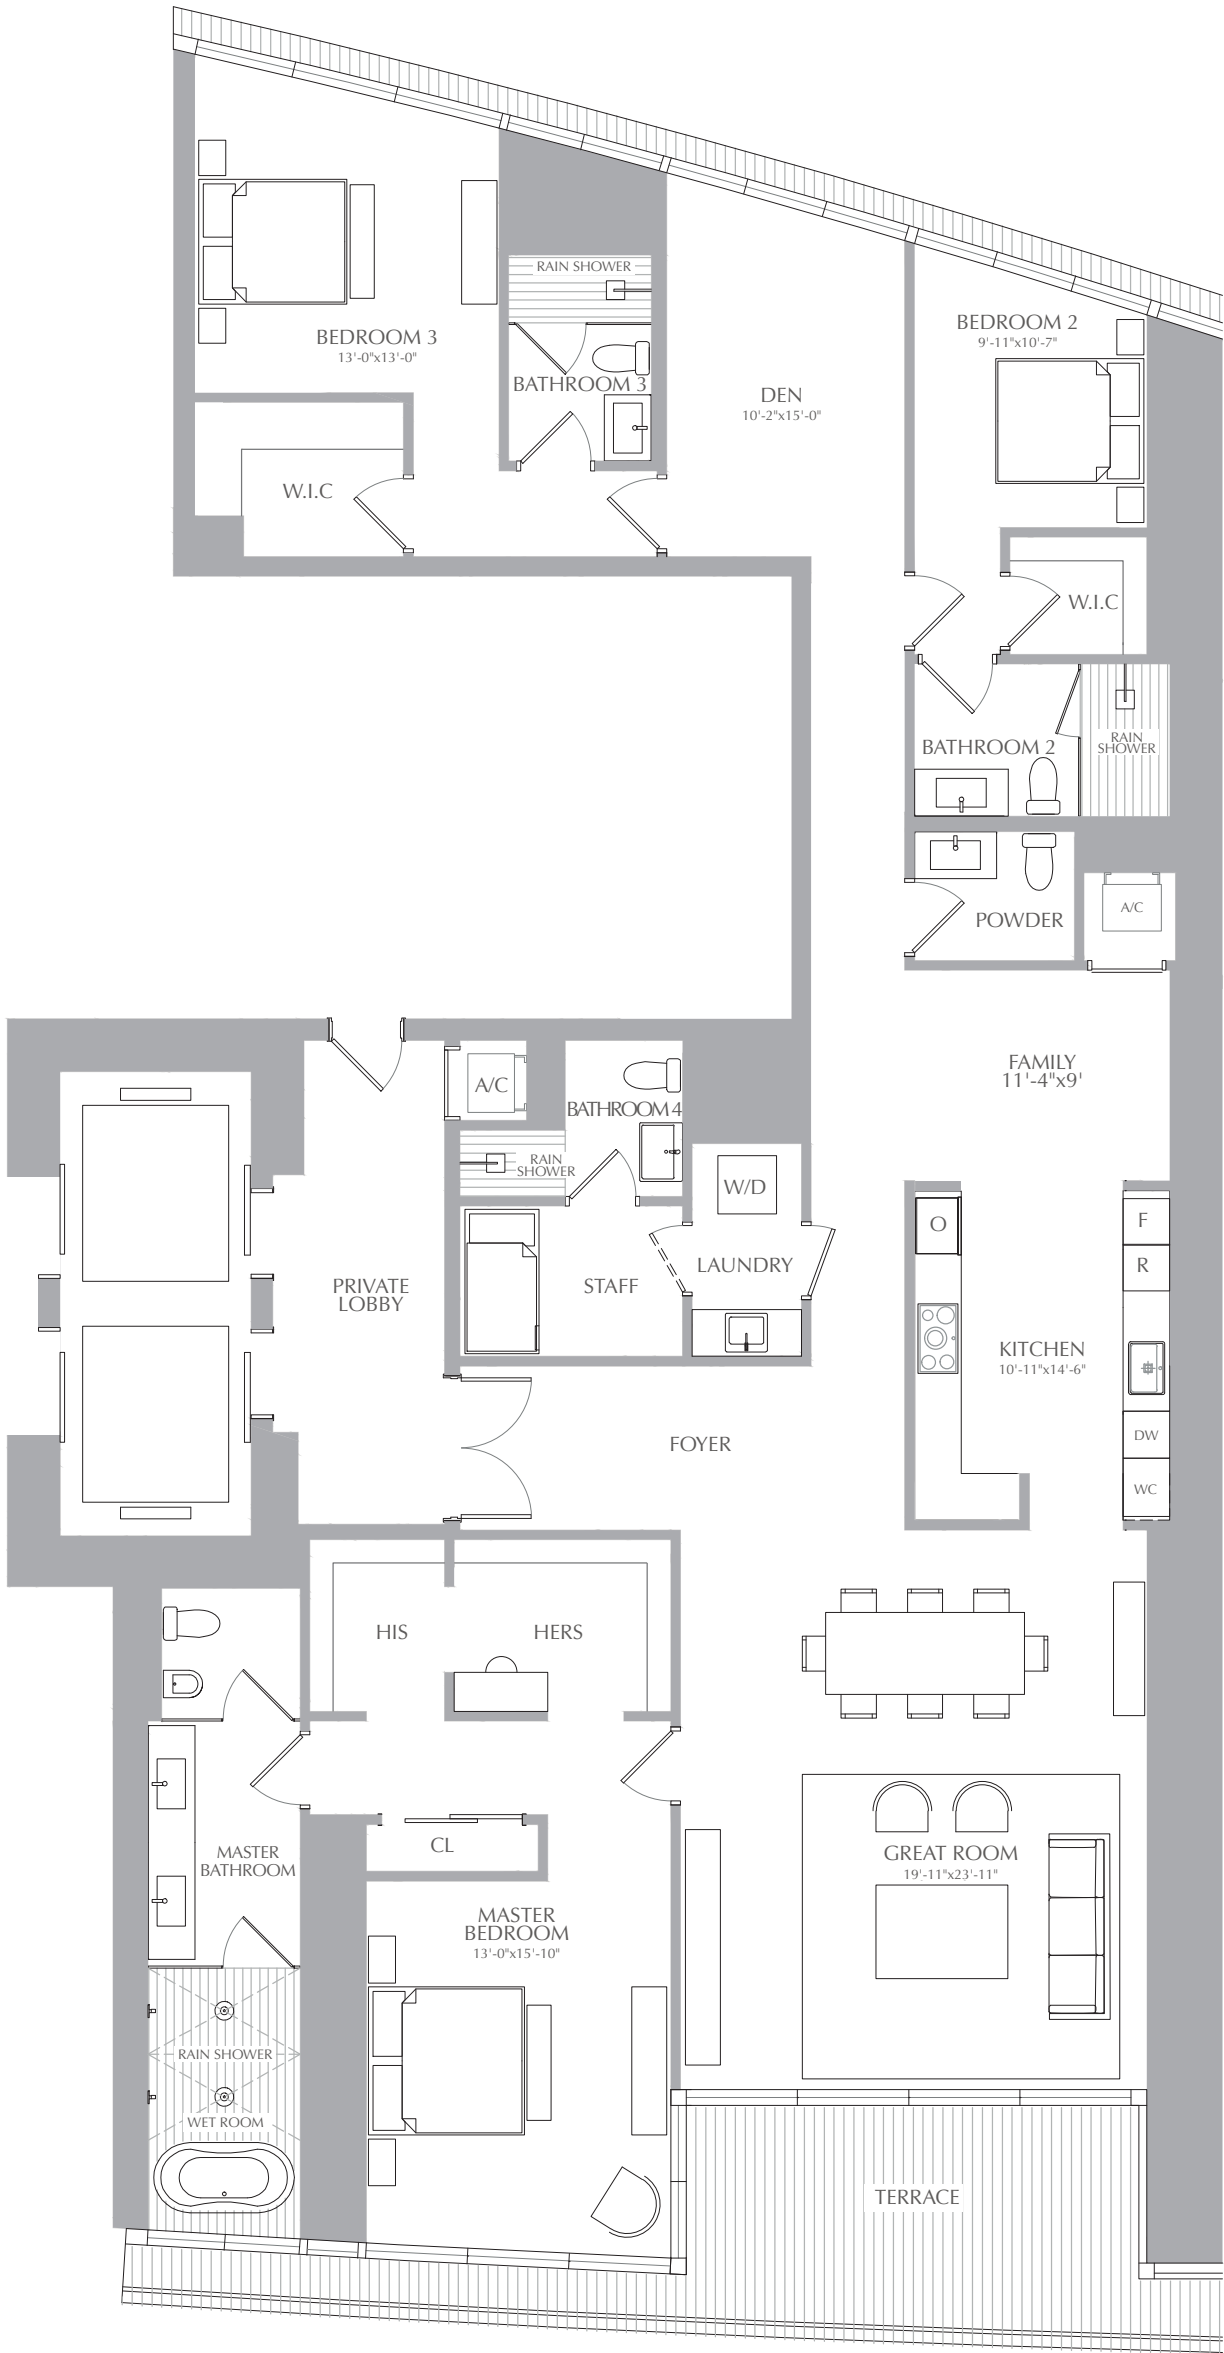 RAIN SHOWER
BEDROOM 3
13'-0"x13'-0"
BATHROOM 3
BEDROOM 2
9'-11"x10'-7"
DEN
10'-2"x15'-0"
W.I.C
W.I.C
BATHROOM 2
RAIN
SHOWER
POWDER
A/C
FAMILY
11'-4"x9'
A/C
BATHROOM 4
RAIN
SHOWER
W/D
O
F
R
LAUNDRY
STAFF
PRIVATE
LOBBY
KITCHEN
10'-11"x14'-6"
FOYER
DW
WC
HIS
HERS
CL
MASTER
BATHROOM
GREAT ROOM
19'-11"x23'-11"
MASTER
BEDROOM
13'-0"x15'-10"
RAIN SHOWER
WET ROOM
TERRACE